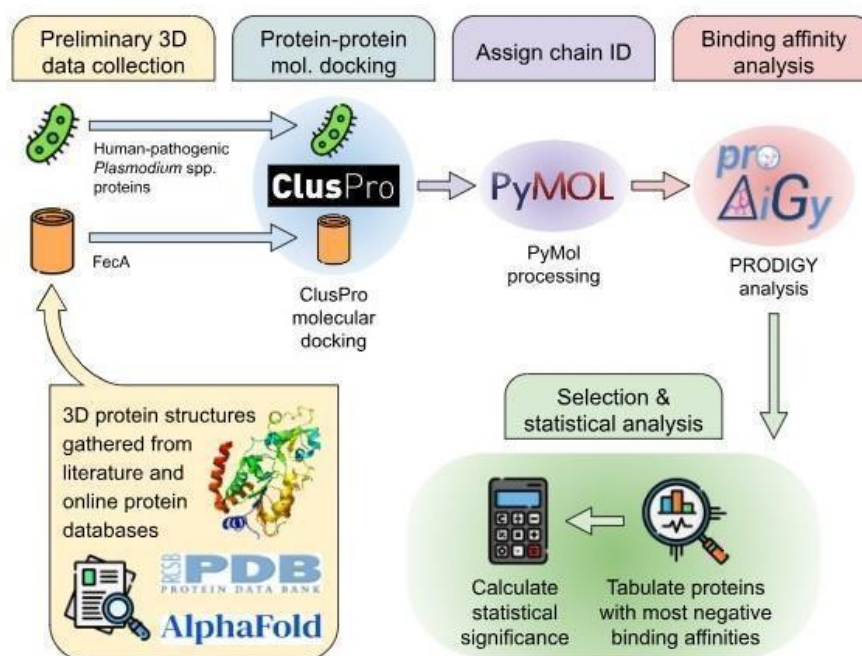 Preliminary 3D
data collection
Protein-protein
mol. docking
Assign chain ID
Binding affinity
analysis
Human-pathogenic
Plasmodium spp.
proteins
FecA
ClusPro
ClusPro
molecular
docking
PyMOL
PyMol
processing
proDiGy
PRODIGY
analysis
3D protein structures
gathered from
literature and
online protein
databases
RCSB
PDB
PROTEIN DATA BANK
AlphaFold
Selection &
statistical analysis
Calculate
statistical
significance
Tabulate proteins
with most negative
binding affinities